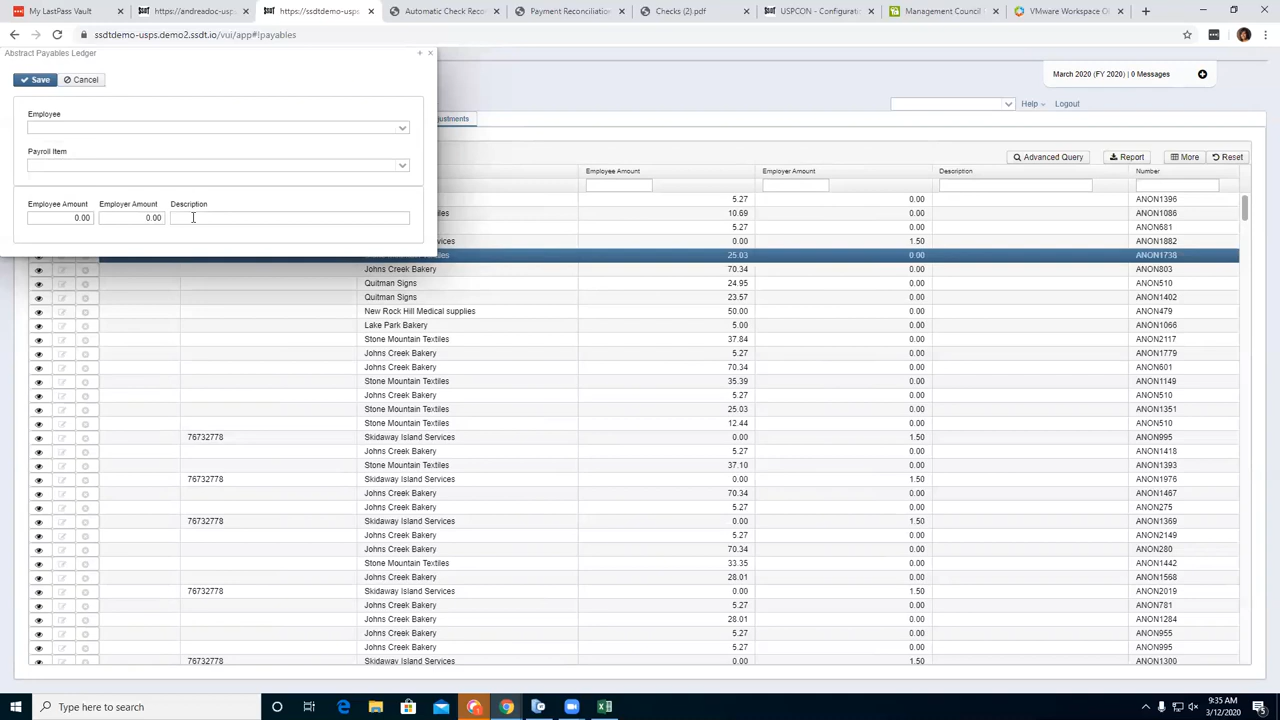 My LastPass Vault
https://andreadoc-usps
https://ssdtdemo-usps
Automatic Check Rec
Payment Reconciliation
Checks (2).pdf
USPCON - Configuration
Management Council
VMware Workspace O
ssdtdemo-usps.demo2.ssdt.io/vui/app#!payables
Abstract Payables Ledger
March 2020 (FY 2020) | 0 Messages
Save Cancel
Help Logout
Employee
Payroll Item
Employee Amount Employer Amount Description
0.00 0.00
Advanced Query Report More Reset
Employee Amount Employer Amount Description Number
5.27 0.00 ANON1396
10.69 0.00 ANON1086
5.27 0.00 ANON681
0.00 1.50 ANON1882
25.03 0.00 ANON1738
Johns Creek Bakery 70.34 0.00 ANON803
Quitman Signs 24.95 0.00 ANON510
Quitman Signs 23.57 0.00 ANON1402
New Rock Hill Medical supplies 50.00 0.00 ANON479
Lake Park Bakery 5.00 0.00 ANON1066
Stone Mountain Textiles 37.84 0.00 ANON2117
Johns Creek Bakery 5.27 0.00 ANON1779
Johns Creek Bakery 70.34 0.00 ANON601
Stone Mountain Textiles 35.39 0.00 ANON1149
Johns Creek Bakery 5.27 0.00 ANON510
Stone Mountain Textiles 25.03 0.00 ANON1351
Stone Mountain Textiles 12.44 0.00 ANON510
76732778 Skidaway Island Services 0.00 1.50 ANON995
Johns Creek Bakery 5.27 0.00 ANON1418
Stone Mountain Textiles 37.10 0.00 ANON1393
76732778 Skidaway Island Services 0.00 1.50 ANON1976
Johns Creek Bakery 70.34 0.00 ANON1467
Johns Creek Bakery 5.27 0.00 ANON275
76732778 Skidaway Island Services 0.00 1.50 ANON1369
Johns Creek Bakery 5.27 0.00 ANON2149
Johns Creek Bakery 70.34 0.00 ANON280
Stone Mountain Textiles 33.35 0.00 ANON1442
Johns Creek Bakery 28.01 0.00 ANON1568
76732778 Skidaway Island Services 0.00 1.50 ANON2019
Johns Creek Bakery 5.27 0.00 ANON781
Johns Creek Bakery 28.01 0.00 ANON1284
Johns Creek Bakery 5.27 0.00 ANON955
Johns Creek Bakery 5.27 0.00 ANON995
76732778 Skidaway Island Services 0.00 1.50 ANON1300
Type here to search
9:35 AM
3/12/2020